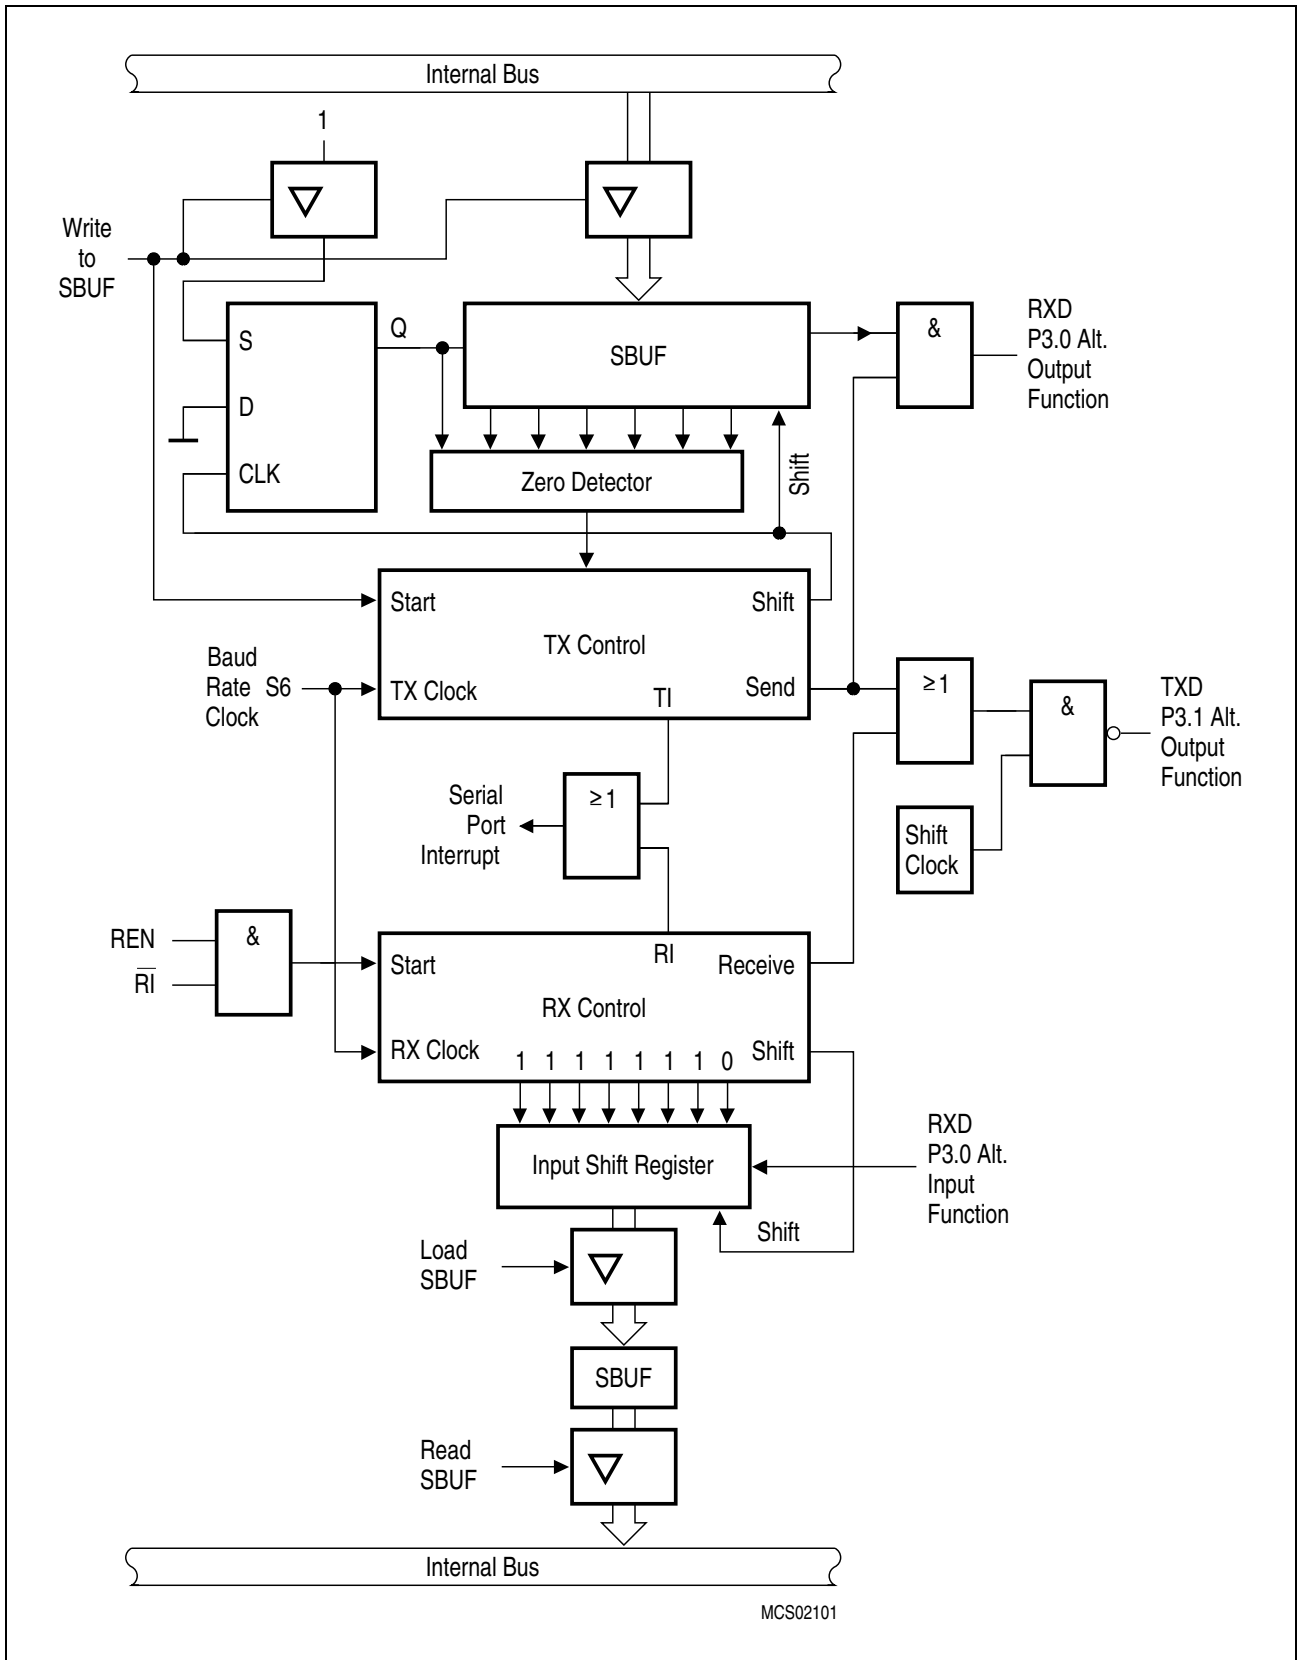 Internal Bus
1
Write
to
SBUF
S
Q
D
CLK
SBUF
&
RXD
P3.0 Alt.
Output
Function
Zero Detector
Shift
Start
Shift
TX Control
Baud
Rate S6
Clock
TX Clock
TI
Send
≥1
&
TXD
P3.1 Alt.
Output
Function
Serial
Port
Interrupt
≥1
Shift
Clock
REN
R̅I̅
&
Start
RI
Receive
RX Control
RX Clock
1 1 1 1 1 1 1 0
Shift
Input Shift Register
RXD
P3.0 Alt.
Input
Function
Shift
Load
SBUF
SBUF
Read
SBUF
Internal Bus
MCS02101